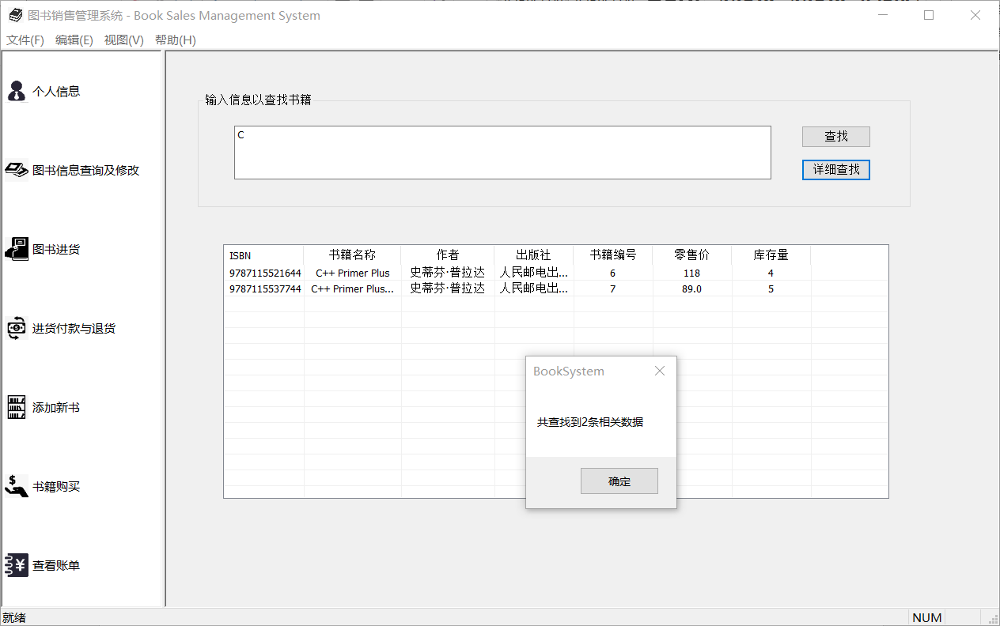 图书销售管理系统 - Book Sales Management System
文件(F) 编辑(E) 视图(V) 帮助(H)
个人信息
图书信息查询及修改
图书进货
进货付款与退货
添加新书
书籍购买
查看账单
输入信息以查找书籍
C
查找
详细查找
ISBN 书籍名称 作者 出版社 书籍编号 零售价 库存量
9787115521644 C++ Primer Plus 史蒂芬·普拉达 人民邮电出... 6 118 4
9787115537744 C++ Primer Plus... 史蒂芬·普拉达 人民邮电出... 7 89.0 5
BookSystem
共查找到2条相关数据
确定
就绪
NUM